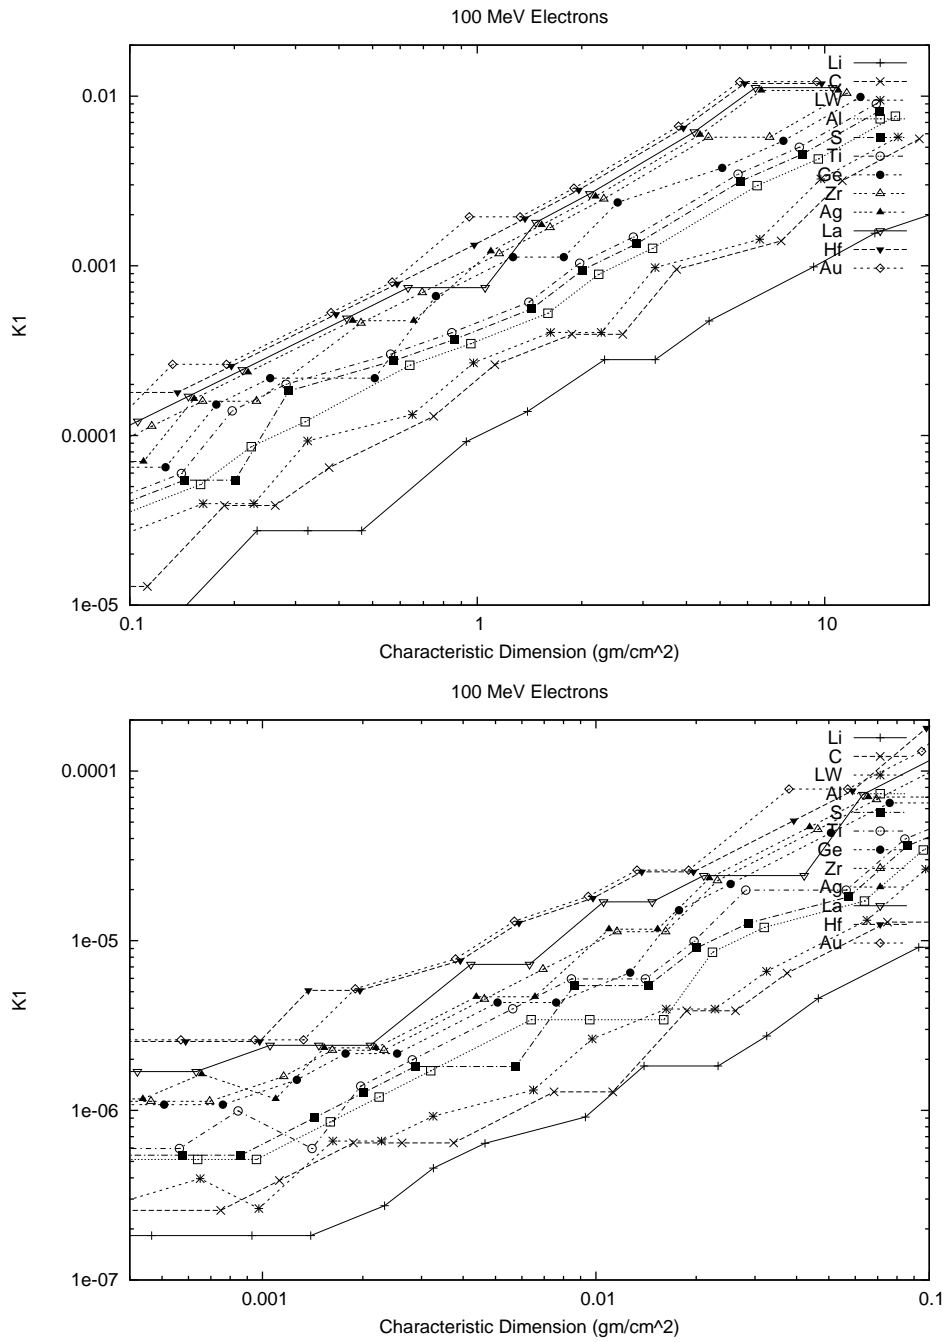 100 MeV Electrons
Li
0.01
C
LW
Al
S
Ti
Ge
Zr
Ag
La
Hf
0.001
Au
K1
0.0001
1e-05
0.1
1
10
Characteristic Dimension (gm/cm^2)
100 MeV Electrons
Li
C
0.0001
LW
Al
S
Ti
Ge
Zr
Ag
La
Hf
1e-05
Au
K1
1e-06
1e-07
0.001
0.01
0.1
Characteristic Dimension (gm/cm^2)